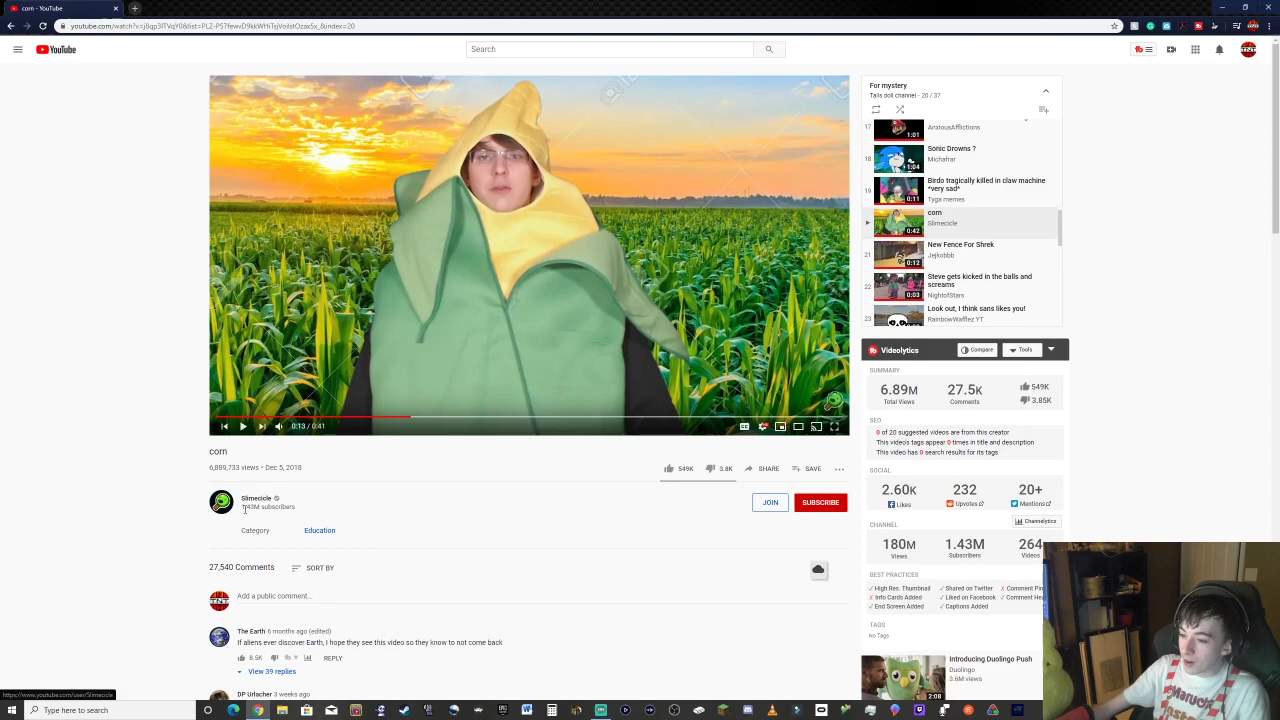 corn - YouTube
youtube.com/watch?v=j8qp3lTVqY0&list=PLZ-P57fewvD9kkWHiTsjVoilstOzax5x_&index=20
YouTube
Search
For mystery
Tails doll channel - 20 / 37
17
1:01
AnxiousAfflictions
18
1:04
Sonic Drowns ?
Michafrar
19
0:11
Birdo tragically killed in claw machine
*very sad*
Tyga memes
0:42
corn
Slimecicle
21
0:12
New Fence For Shrek
Jejkobbb
22
0:03
Steve gets kicked in the balls and
screams
NightofStars
23
Look out, I think sans likes you!
RainbowWafflez YT
0:13 / 0:41
corn
6,889,733 views • Dec 5, 2018
549K
3.8K
SHARE
SAVE
Slimecicle
1.43M subscribers
JOIN
SUBSCRIBE
Category
Education
27,540 Comments
SORT BY
Add a public comment...
The Earth 6 months ago (edited)
If aliens ever discover Earth, I hope they see this video so they know to not come back
8.5K
REPLY
View 39 replies
DP Urlacher 3 weeks ago
Videolytics
Compare
Tools
SUMMARY
6.89M
Total Views
27.5K
Comments
549K
3.85K
SEO
0 of 20 suggested videos are from this creator
This video's tags appear 0 times in title and description
This video has 0 search results for its tags
SOCIAL
2.60K
Likes
232
Upvotes
20+
Mentions
CHANNEL
Channelytics
180M
Views
1.43M
Subscribers
264
Videos
BEST PRACTICES
High Res. Thumbnail
Shared on Twitter
Comment Pin
Info Cards Added
Liked on Facebook
Comment Hea
End Screen Added
Captions Added
TAGS
No Tags
2:08
Introducing Duolingo Push
Duolingo
3.6M views
https://www.youtube.com/user/Slimecicle
Type here to search